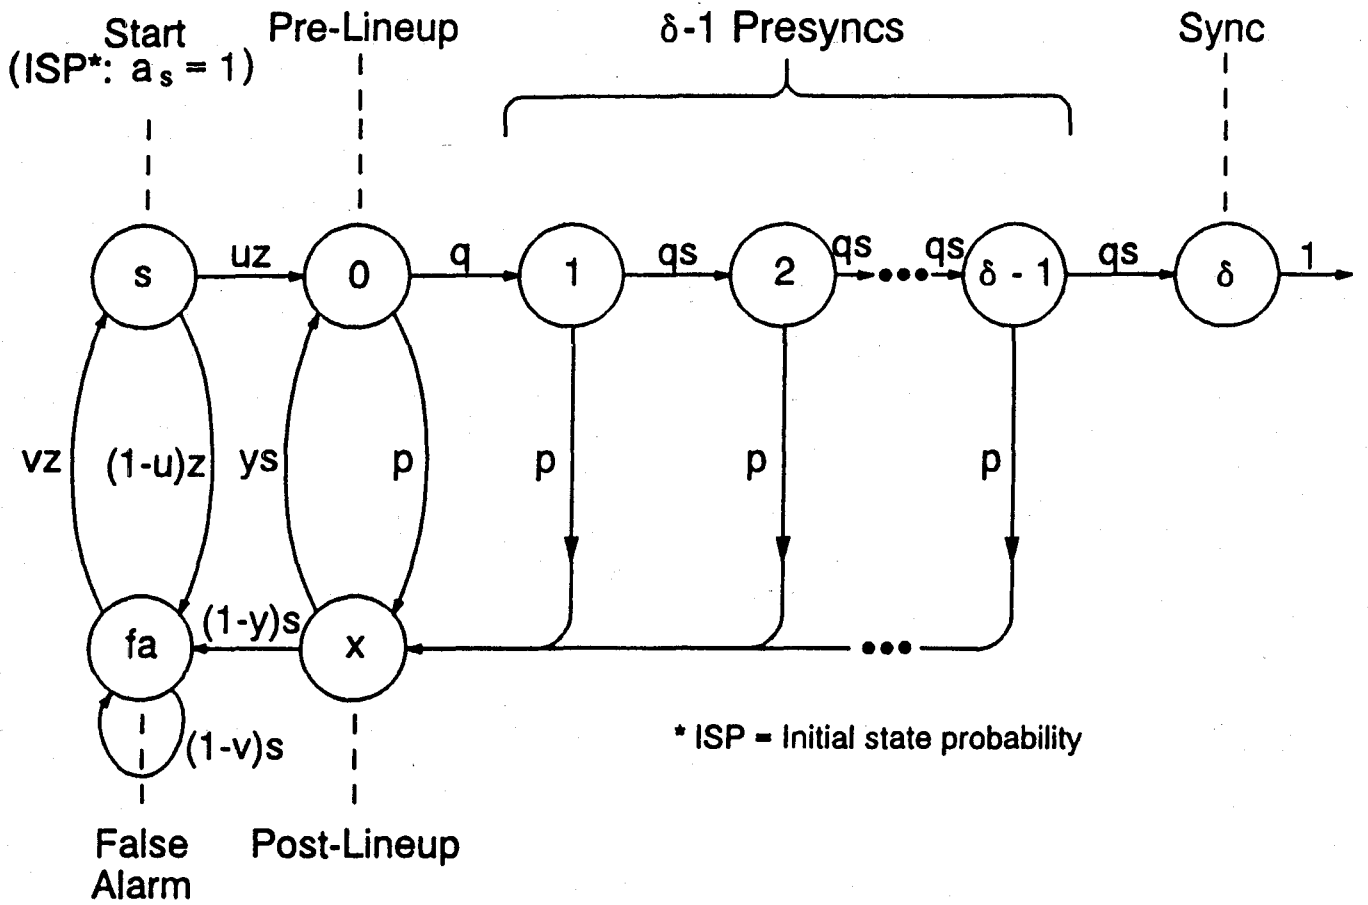 Start
(ISP*: a s = 1)
Pre-Lineup
δ-1 Presyncs
Sync
s
uz
0
q
1
qs
2
qs
qs
δ - 1
qs
δ
1
vz
(1-u)z
ys
p
p
p
p
fa
(1-y)s
x
(1-v)s
* ISP = Initial state probability
False
Alarm
Post-Lineup